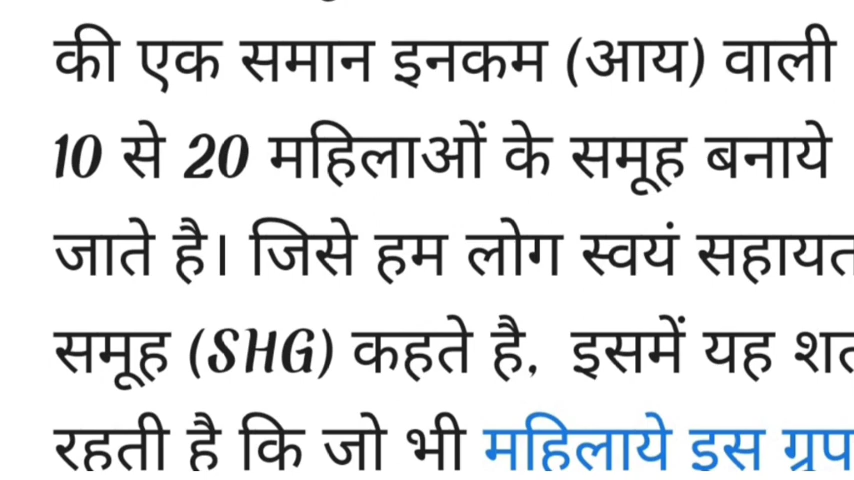 की एक समान इनकम (आय) वाली
10 से 20 महिलाओं के समूह बनाये
जाते है। जिसे हम लोग स्वयं
समूह (SHG) कहते है, इसमें यह
रहती है कि जो भी महिलाये इस